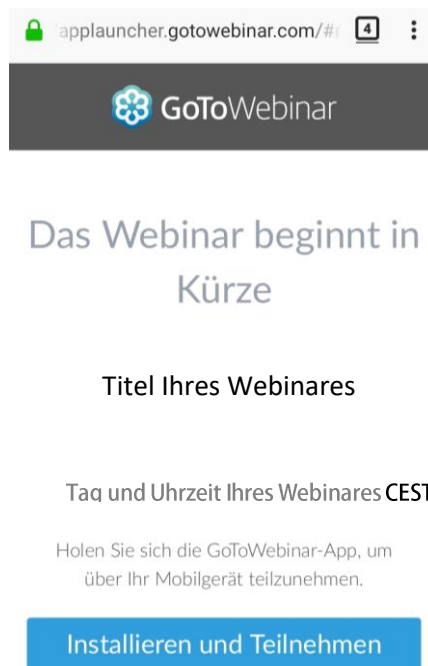 applauncher.gotowebinar.com/#
4
GoToWebinar
Das Webinar beginnt in
Kürze
Titel Ihres Webinares
Tag und Uhrzeit Ihres Webinares CEST
Holen Sie sich die GoToWebinar-App, um
über Ihr Mobilgerät teilzunehmen.
Installieren und Teilnehmen